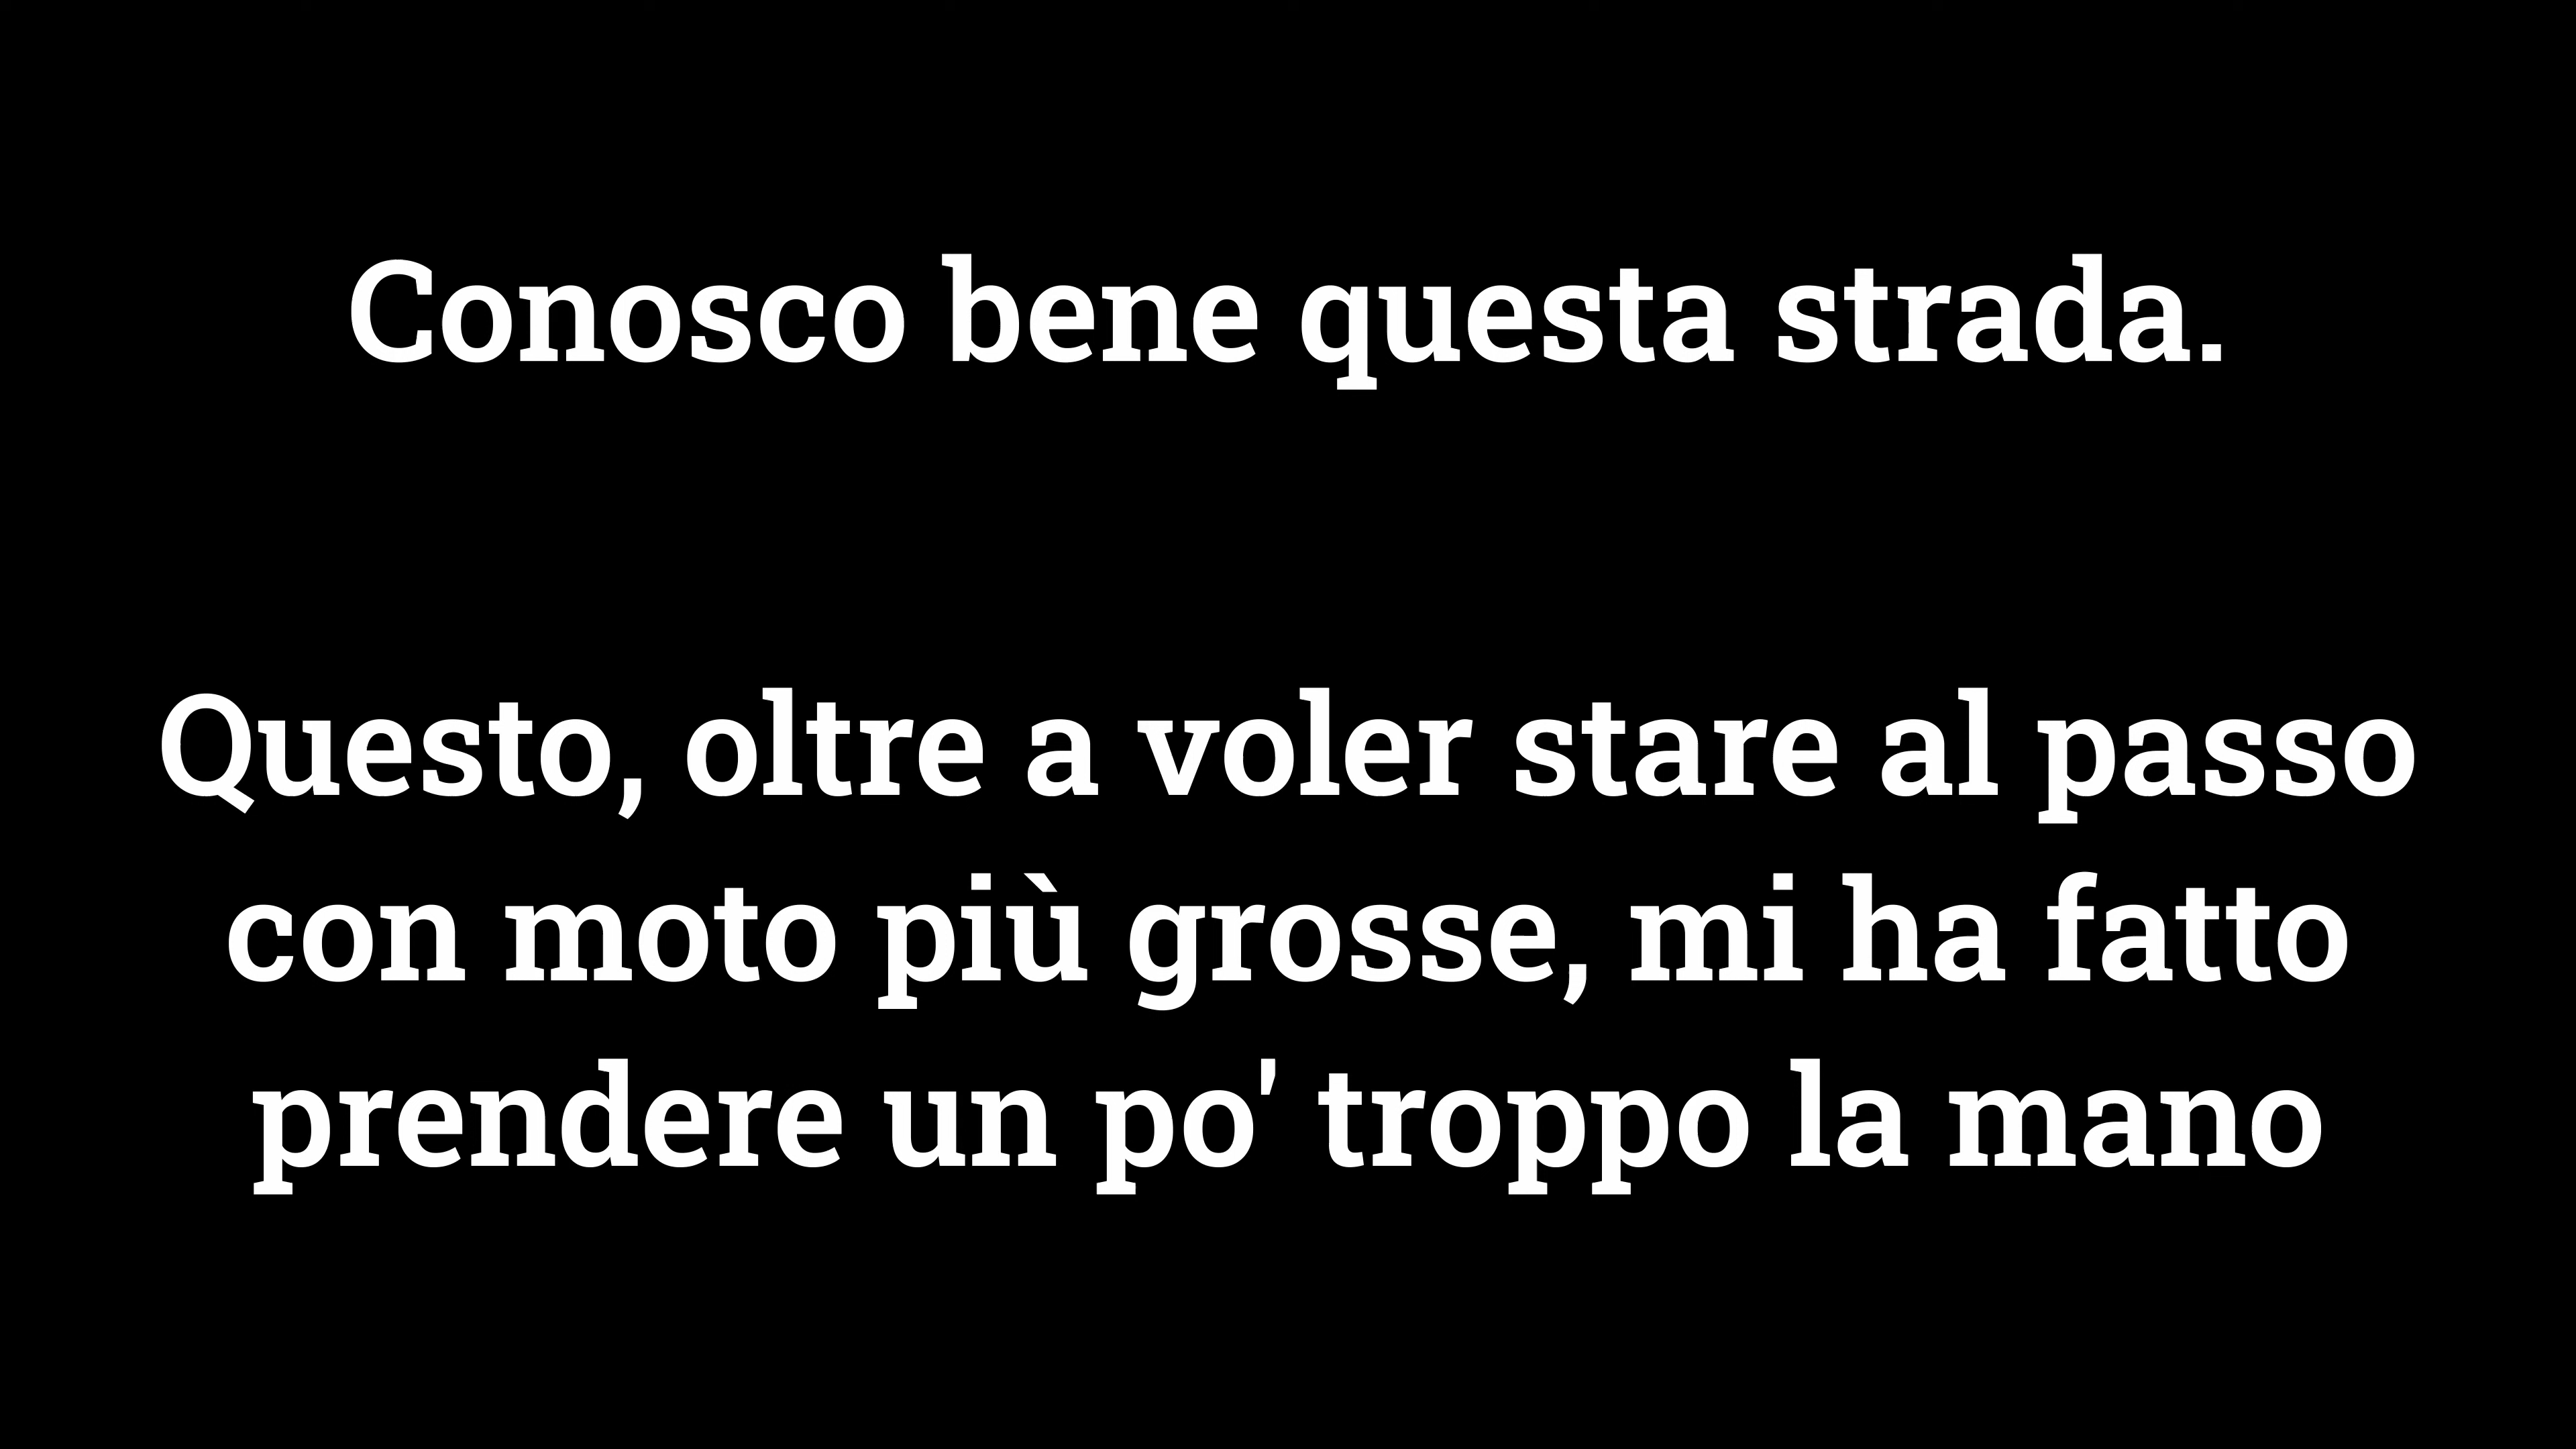 Conosco bene questa strada.
Questo, oltre a voler stare al passo
con moto più grosse, mi ha fatto
prendere un po' troppo la mano